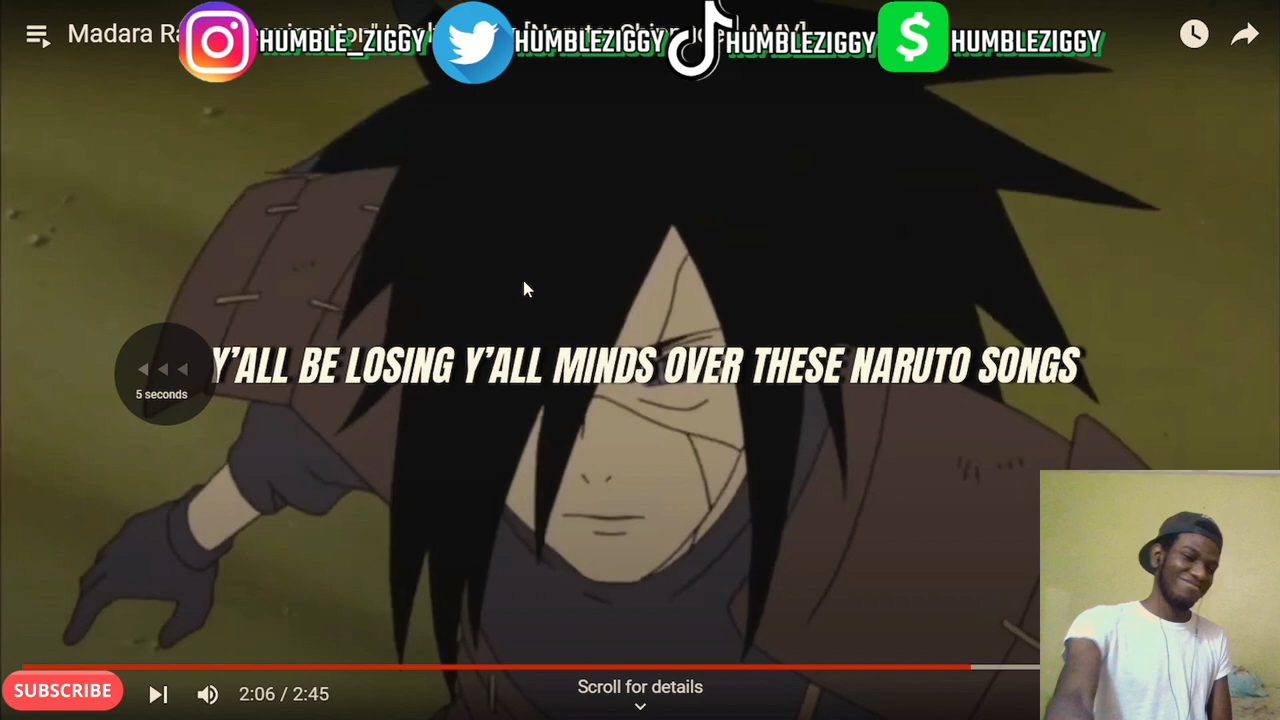 Madara Ra
HUMBLE_ZIGGY
HUMBLEZIGGY
HUMBLEZIGGY
HUMBLEZIGGY
AMV]
5 seconds
Y'ALL BE LOSING Y'ALL MINDS OVER THESE NARUTO SONGS
SUBSCRIBE
2:06 / 2:45
Scroll for details